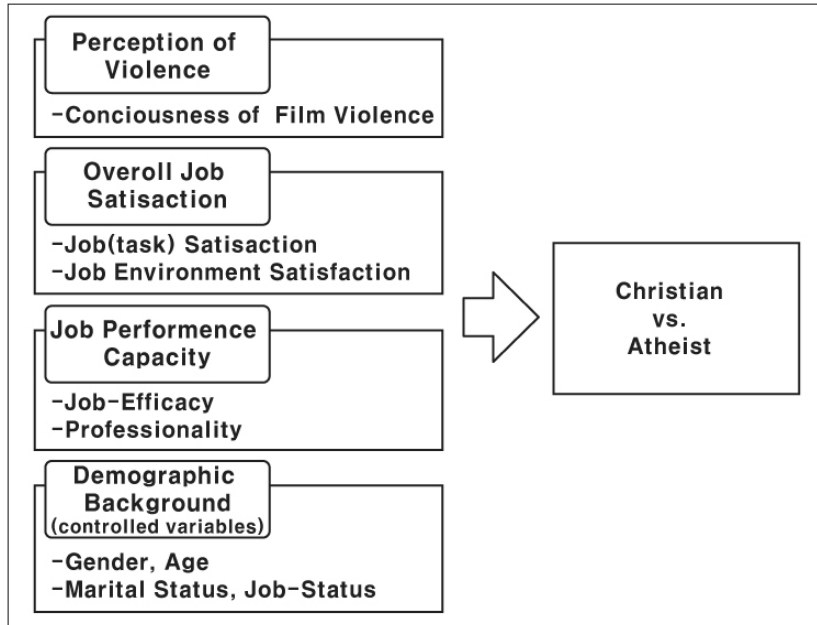 Perception of
Violence
-Conciousness of Film Violence
Overoll Job
Satisaction
-Job(task) Satisaction
-Job Environment Satisfaction
Job Performence
Capacity
-Job-Efficacy
-Professionality
Demographic
Background
(controlled variables)
-Gender, Age
-Marital Status, Job-Status
Christian
vs.
Atheist